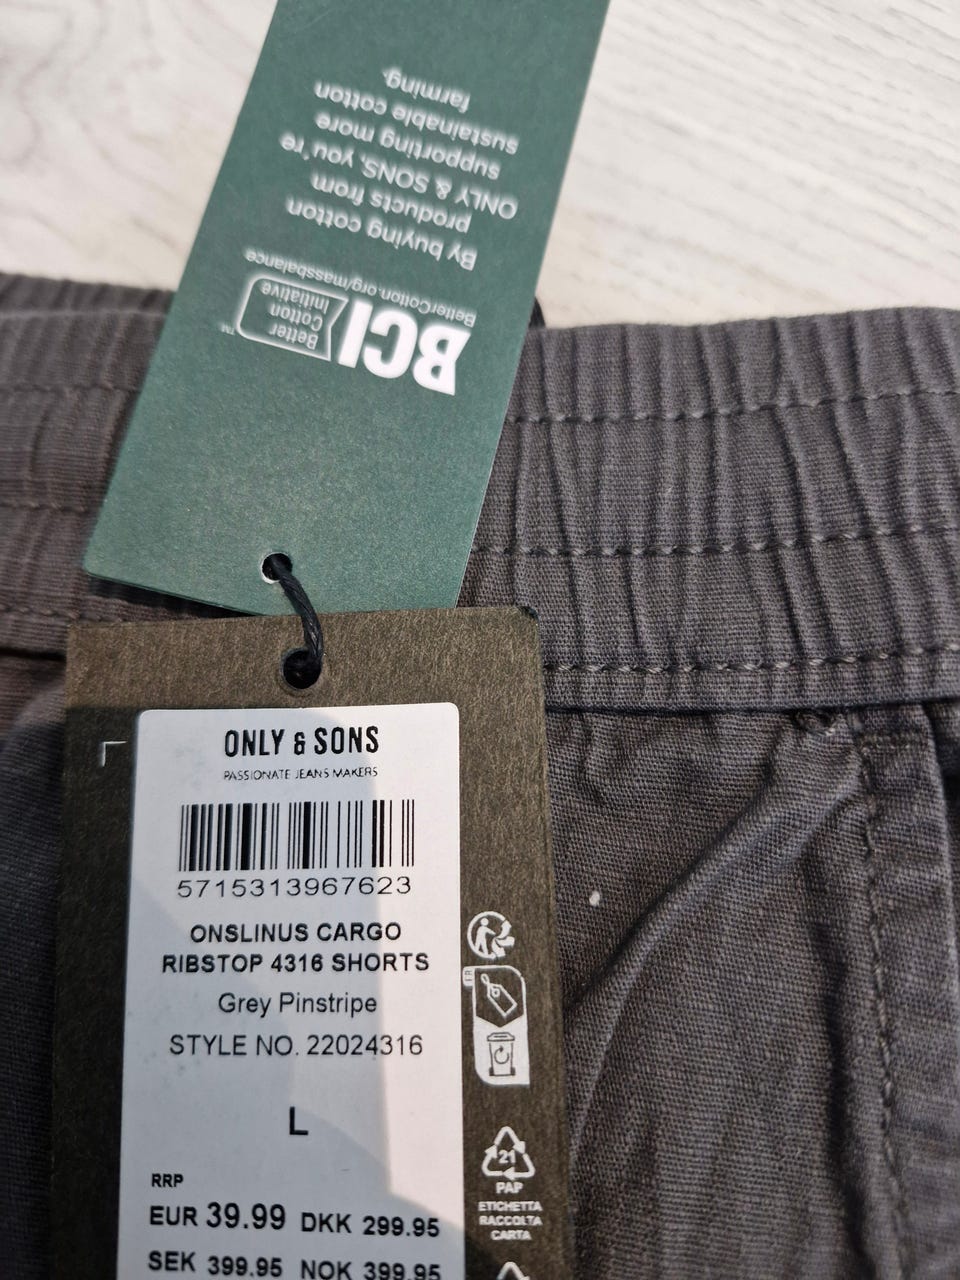 By buying cotton
products from
ONLY & SONS, you're
supporting more
sustainable cotton
farming.
BCI
Better
Cotton
Initiative
™
BetterCotton.org/massbalance
ONLY & SONS
PASSIONATE JEANS MAKERS
5715313967623
ONSLINUS CARGO
RIBSTOP 4316 SHORTS
Grey Pinstripe
STYLE NO. 22024316
L
RRP
EUR 39.99 DKK 299.95
SEK 399.95 NOK 399.95
FR
21
PAP
ETICHETTA
RACCOLTA
CARTA